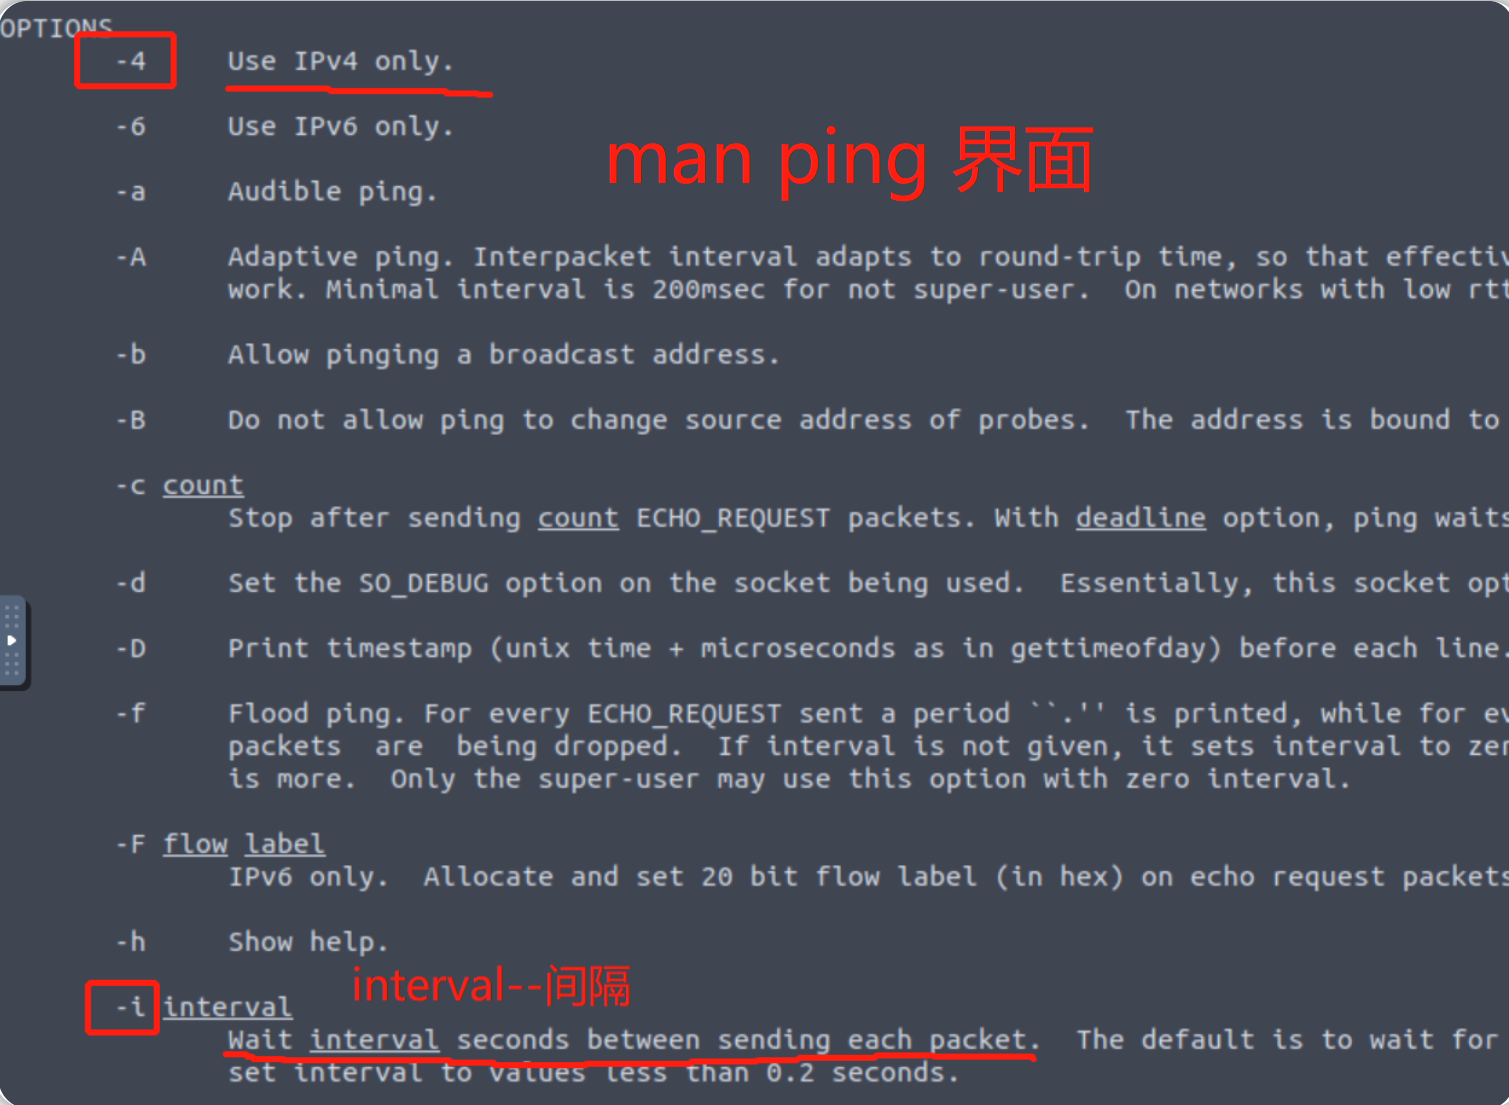 OPTIONS
-4 Use IPv4 only.
-6 Use IPv6 only.
man ping 界面
-a Audible ping.
-A Adaptive ping. Interpacket interval adapts to round-trip time, so that effectiv
work. Minimal interval is 200msec for not super-user. On networks with low rtt
-b Allow pinging a broadcast address.
-B Do not allow ping to change source address of probes. The address is bound to
-c count
Stop after sending count ECHO_REQUEST packets. With deadline option, ping waits
-d Set the SO_DEBUG option on the socket being used. Essentially, this socket opt
-D Print timestamp (unix time + microseconds as in gettimeofday) before each line.
-f Flood ping. For every ECHO_REQUEST sent a period ``.'' is printed, while for ev
packets are being dropped. If interval is not given, it sets interval to zer
is more. Only the super-user may use this option with zero interval.
-F flow label
IPv6 only. Allocate and set 20 bit flow label (in hex) on echo request packets
-h Show help.
interval--间隔
-i interval
Wait interval seconds between sending each packet. The default is to wait for
set interval to values less than 0.2 seconds.